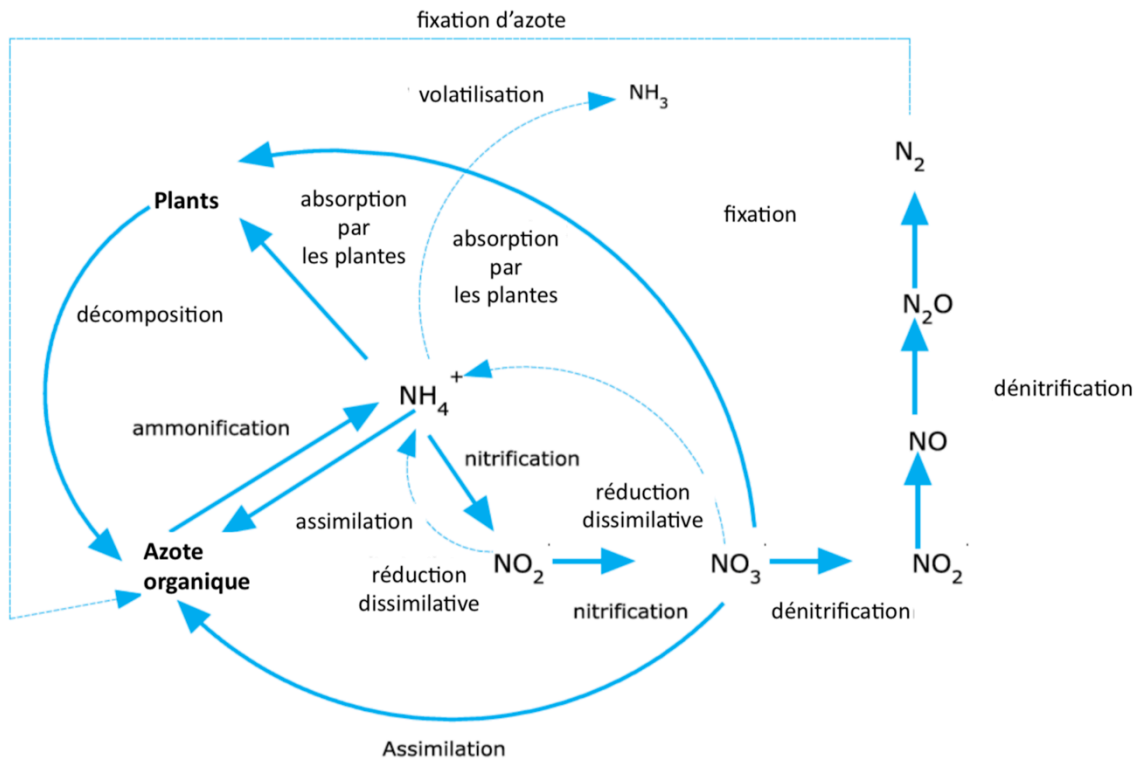 fixation d'azote
volatilisation
NH₃
N₂
Plants
absorption
par
les plantes
fixation
absorption
par
les plantes
décomposition
N₂O
dénitrification
NH₄⁺
ammonification
NO
nitrification
réduction
dissimilative
assimilation
Azote
organique
NO₂⁻
NO₃⁻
NO₂⁻
réduction
dissimilative
nitrification
dénitrification
Assimilation